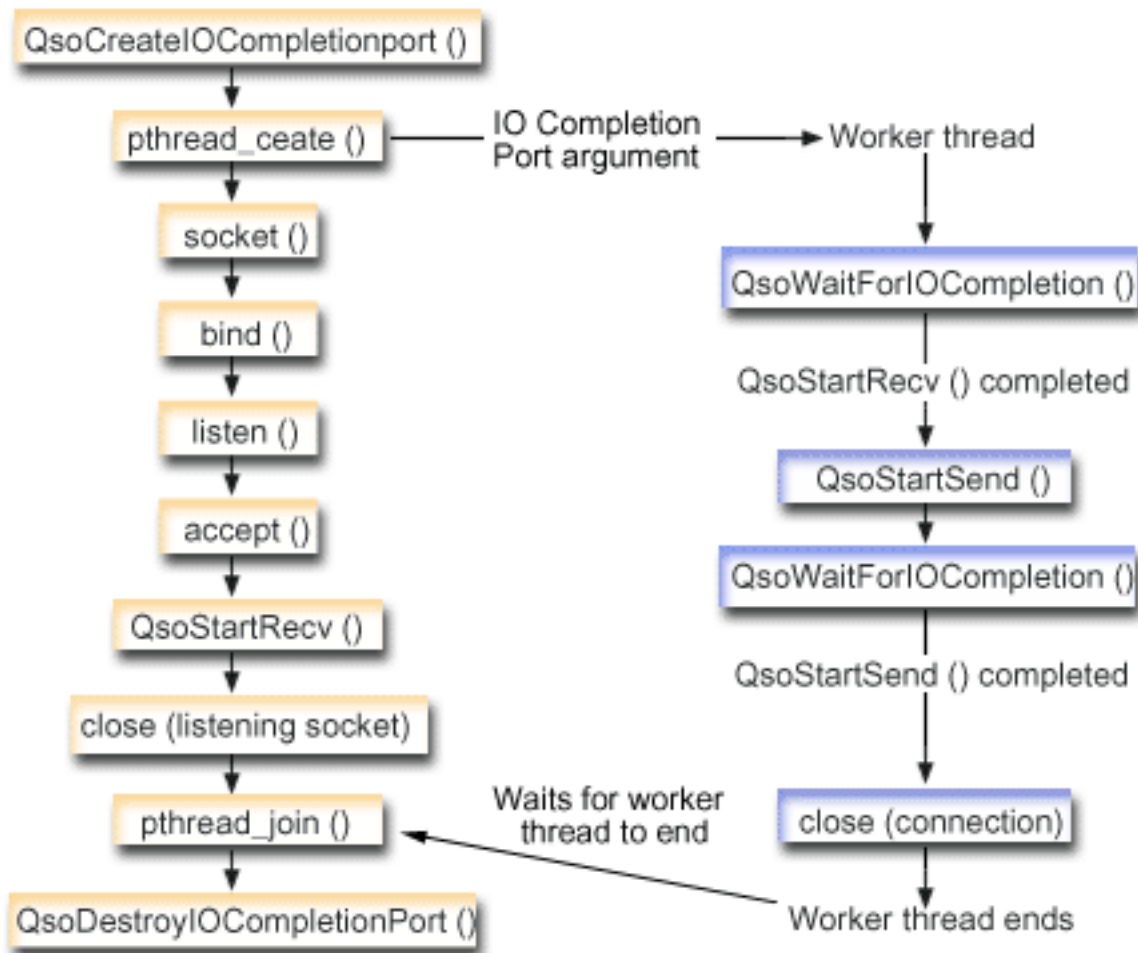 QsoCreateIOCompletionport ()
pthread_ceate ()
IO Completion
Port argument
Worker thread
socket ()
bind ()
listen ()
accept ()
QsoStartRecv ()
close (listening socket)
pthread_join ()
QsoDestroyIOCompletionPort ()
QsoWaitForIOCompletion ()
QsoStartRecv () completed
QsoStartSend ()
QsoWaitForIOCompletion ()
QsoStartSend () completed
close (connection)
Worker thread ends
Waits for worker
thread to end